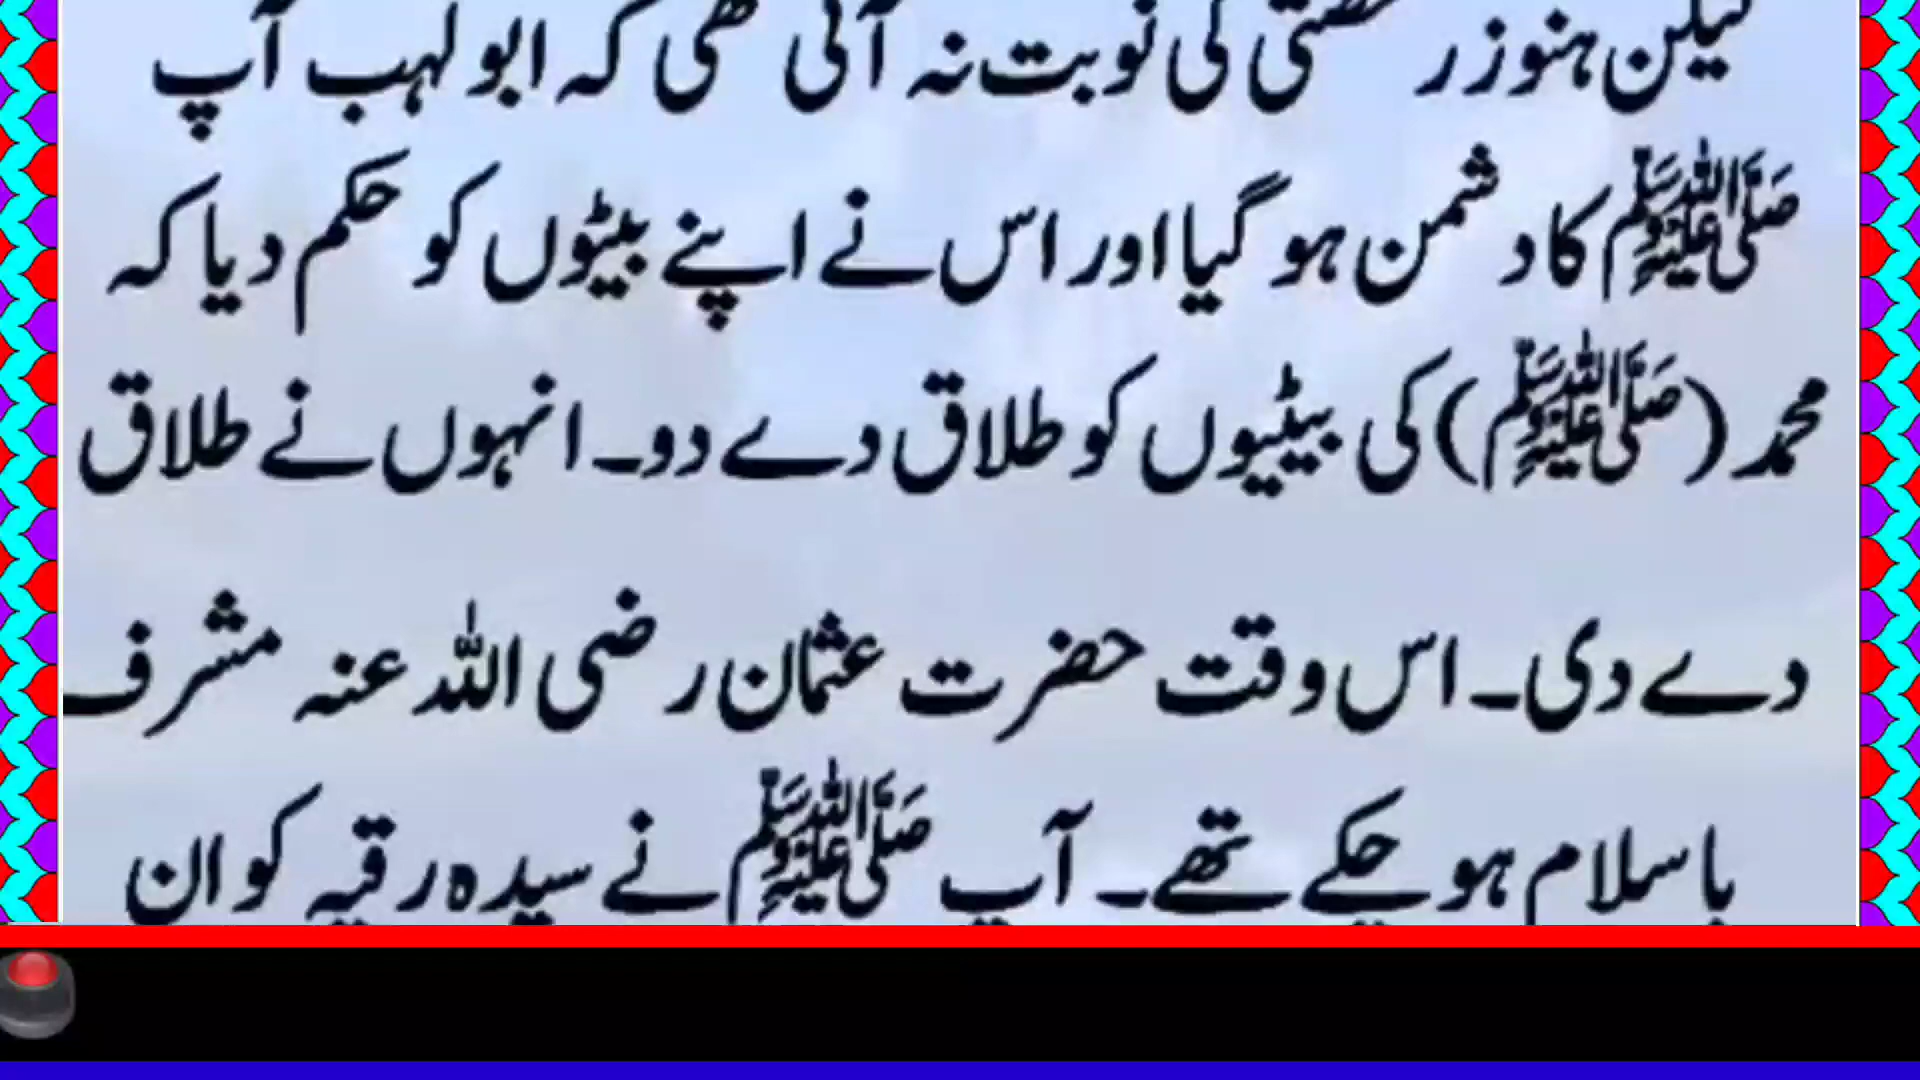 لیکن ہنوز رخصتی کی نوبت نہ آئی تھی کہ ابو لہب آپ
ﷺ کا دشمن ہو گیا اور اس نے اپنے بیٹوں کو حکم دیا کہ
محمد (ﷺ) کی بیٹیوں کو طلاق دے دو۔ انہوں نے طلاق
دے دی۔ اس وقت حضرت عثمان رضی اللہ عنہ مشرف
با سلام ہو چکے تھے۔ آپ ﷺ نے سیدہ رقیہ کو ان